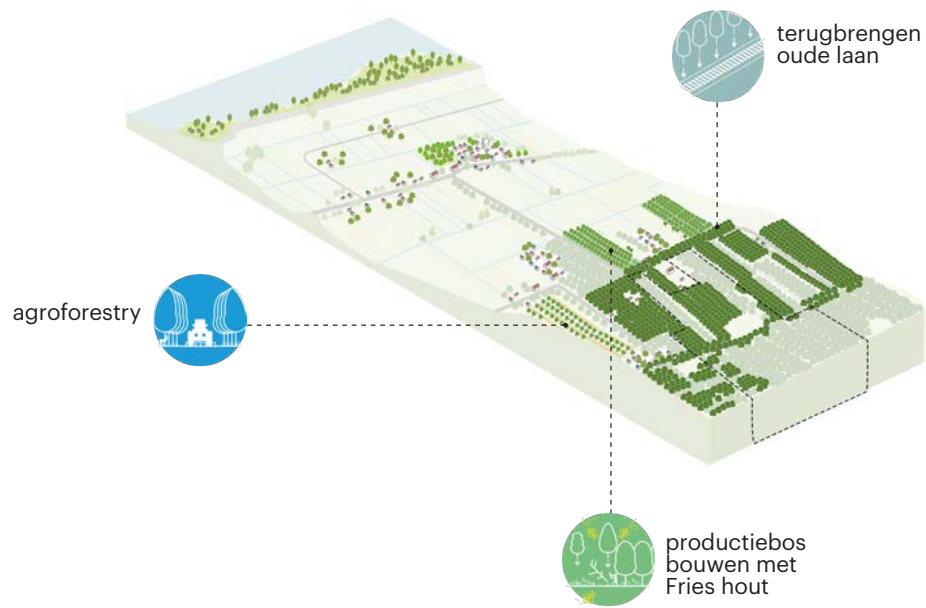 terugbrengen
oude laan
agroforestry
productiebos
bouwen met
Fries hout